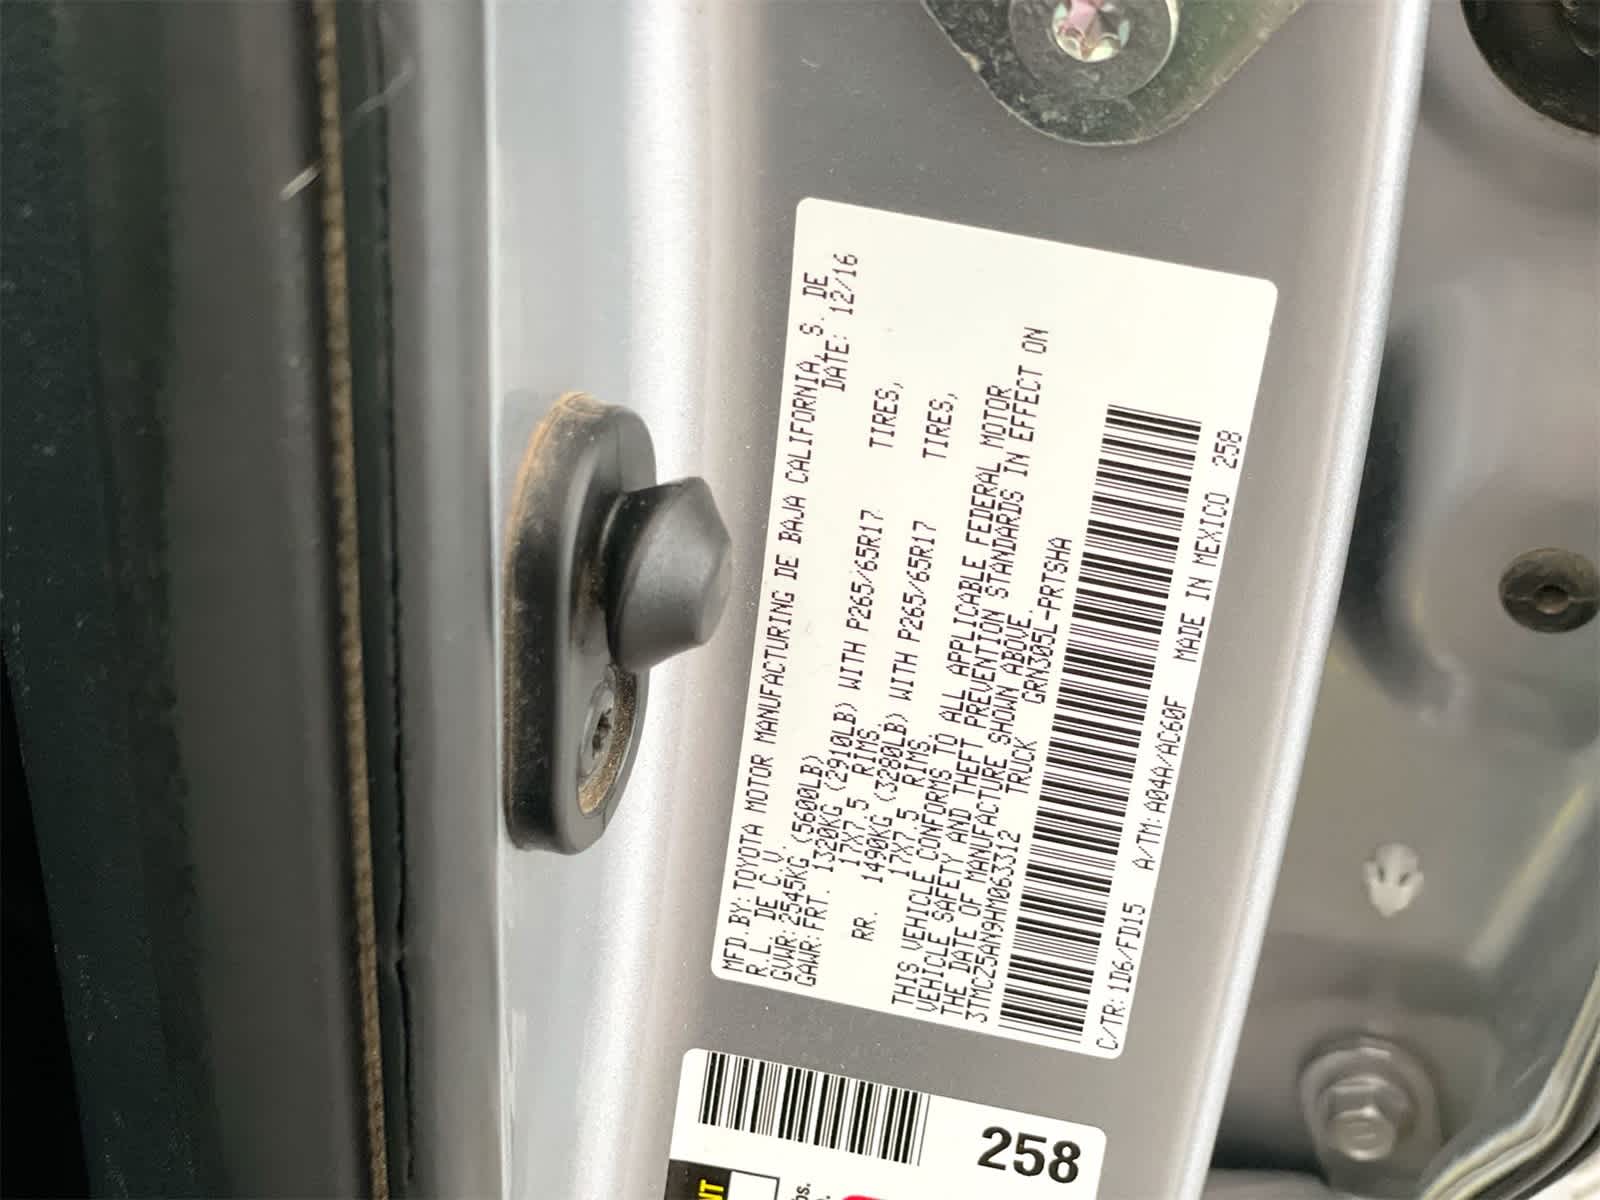 MFD BY:TOYOTA MOTOR MANUFACTURING DE BAJA CALIFORNIA, S. DE
R.L. DE C.V. DATE: 12/16
GVWR:2545KG (5600LB)
GAWR:FRT. 1320KG (2910LB) WITH P265/65R17 TIRES,
17X7.5 RIMS,
RR. 1490KG (3280LB) WITH P265/65R17 TIRES,
17X7.5 RIMS.
THIS VEHICLE CONFORMS TO ALL APPLICABLE FEDERAL MOTOR
VEHICLE SAFETY AND THEFT PREVENTION STANDARDS IN EFFECT ON
THE DATE OF MANUFACTURE SHOWN ABOVE.
3TMCZ5AN9HM063312 TRUCK GRN305L-PRTSHA
C/TR:1D6/FD15 A/TM:A04A/AC60F MADE IN MEXICO 258
258